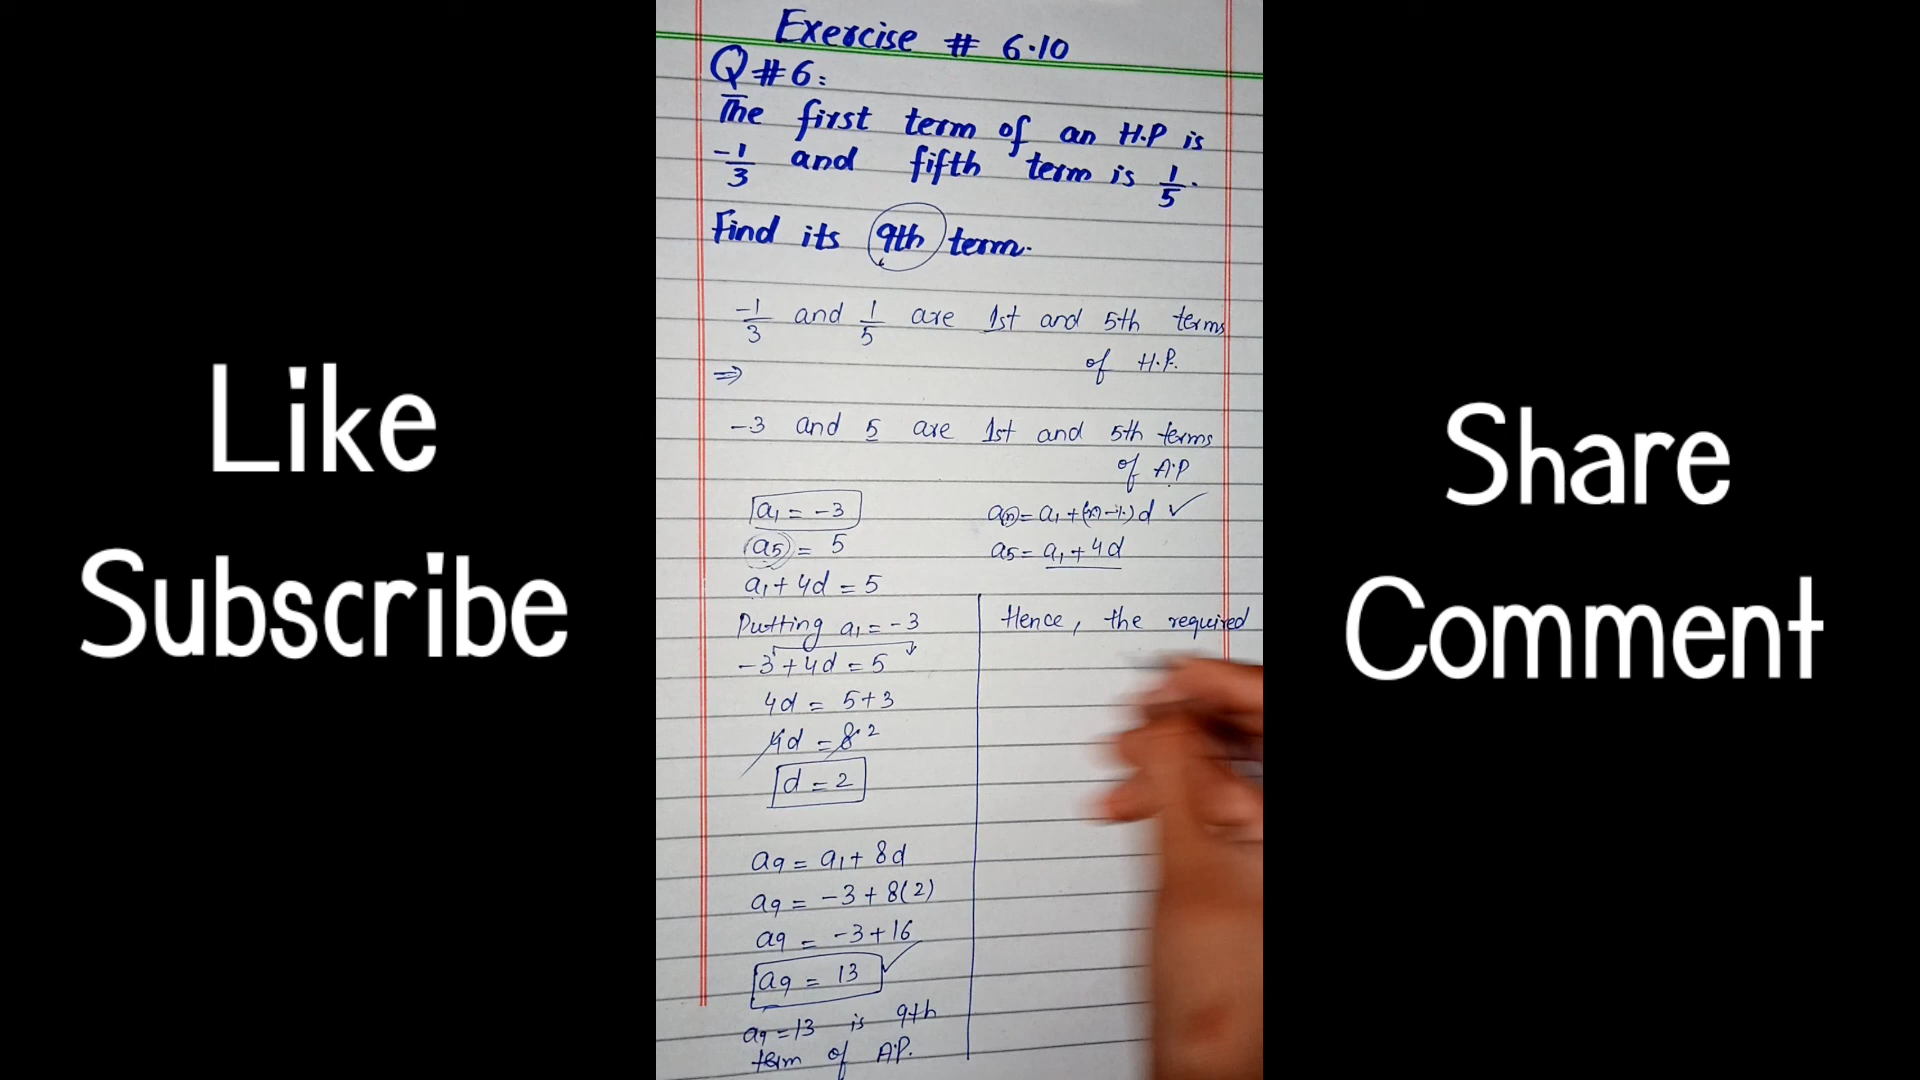 Like
Subscribe
Exercise # 6.10
Q#6:
The first term of an H.P is
-1/3 and fifth term is 1/5.
Find its 9th term.
-1/3 and 1/5 are 1st and 5th terms
of H.P.
⇒
-3 and 5 are 1st and 5th terms
of A.P
a₁ = -3
a₅ = 5
a₁ + 4d = 5
Putting a₁ = -3
-3 + 4d = 5
4d = 5+3
4d = 8 2
d = 2
a₉ = a₁ + 8d
a₉ = -3 + 8(2)
a₉ = -3 + 16
a₉ = 13
a₉ = 13 is 9th
term of A.P.
aₙ = a₁ + (n-1)d ✓
a₅ = a₁ + 4d
Hence, the required
Share
Comment